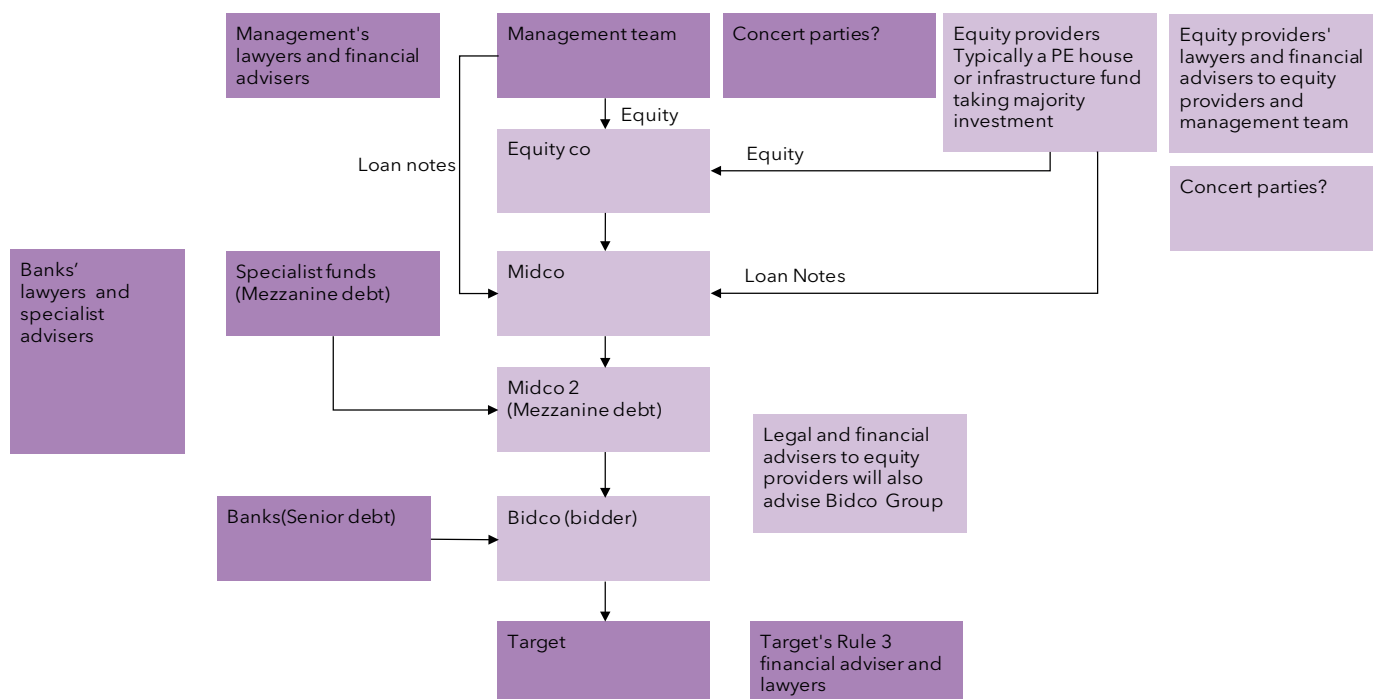 Management's
lawyers and financial
advisers
Management team
Concert parties?
Equity providers
Typically a PE house
or infrastructure fund
taking majority
investment
Equity providers'
lawyers and financial
advisers to equity
providers and
management team
Equity
Loan notes
Equity co
Equity
Concert parties?
Banks’
lawyers and
specialist
advisers
Specialist funds
(Mezzanine debt)
Midco
Loan Notes
Midco 2
(Mezzanine debt)
Legal and financial
advisers to equity
providers will also
advise Bidco Group
Banks(Senior debt)
Bidco (bidder)
Target
Target's Rule 3
financial adviser and
lawyers